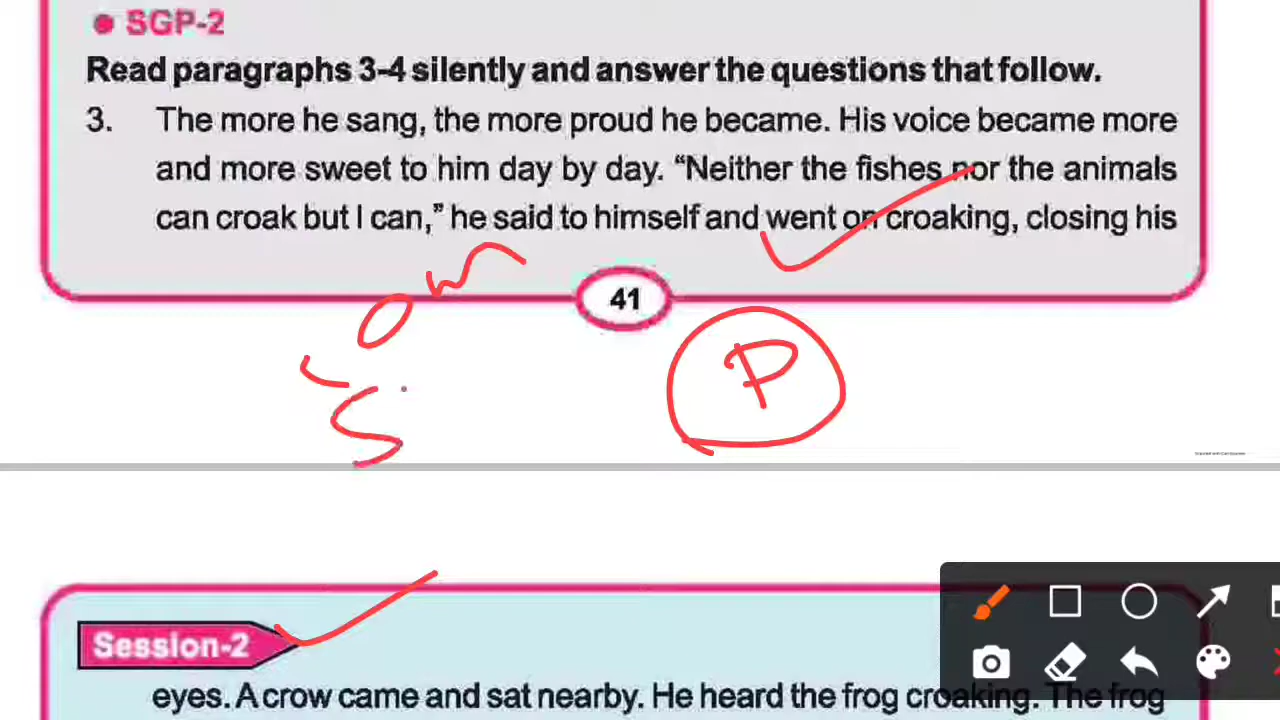 ● SGP-2
Read paragraphs 3-4 silently and answer the questions that follow.
3. The more he sang, the more proud he became. His voice became more
and more sweet to him day by day. “Neither the fishes nor the animals
can croak but I can,” he said to himself and went on croaking, closing his
41
P
Session-2
eyes. A crow came and sat nearby. He heard the frog croaking. The frog